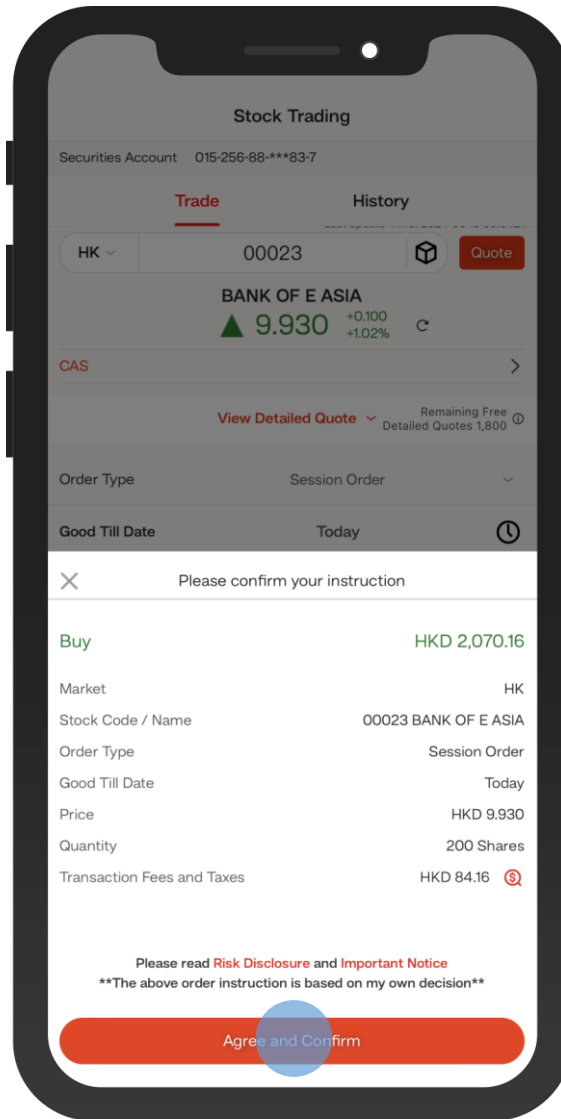 Stock Trading
Securities Account 015-256-88-***83-7
Trade History
HK 00023 Quote
BANK OF E ASIA
9.930 +0.100
+1.02%
CAS
View Detailed Quote Remaining Free
Detailed Quotes 1,800
Order Type Session Order
Good Till Date Today
Please confirm your instruction
Buy HKD 2,070.16
Market HK
Stock Code / Name 00023 BANK OF E ASIA
Order Type Session Order
Good Till Date Today
Price HKD 9.930
Quantity 200 Shares
Transaction Fees and Taxes HKD 84.16
Please read Risk Disclosure and Important Notice
**The above order instruction is based on my own decision**
Agree and Confirm